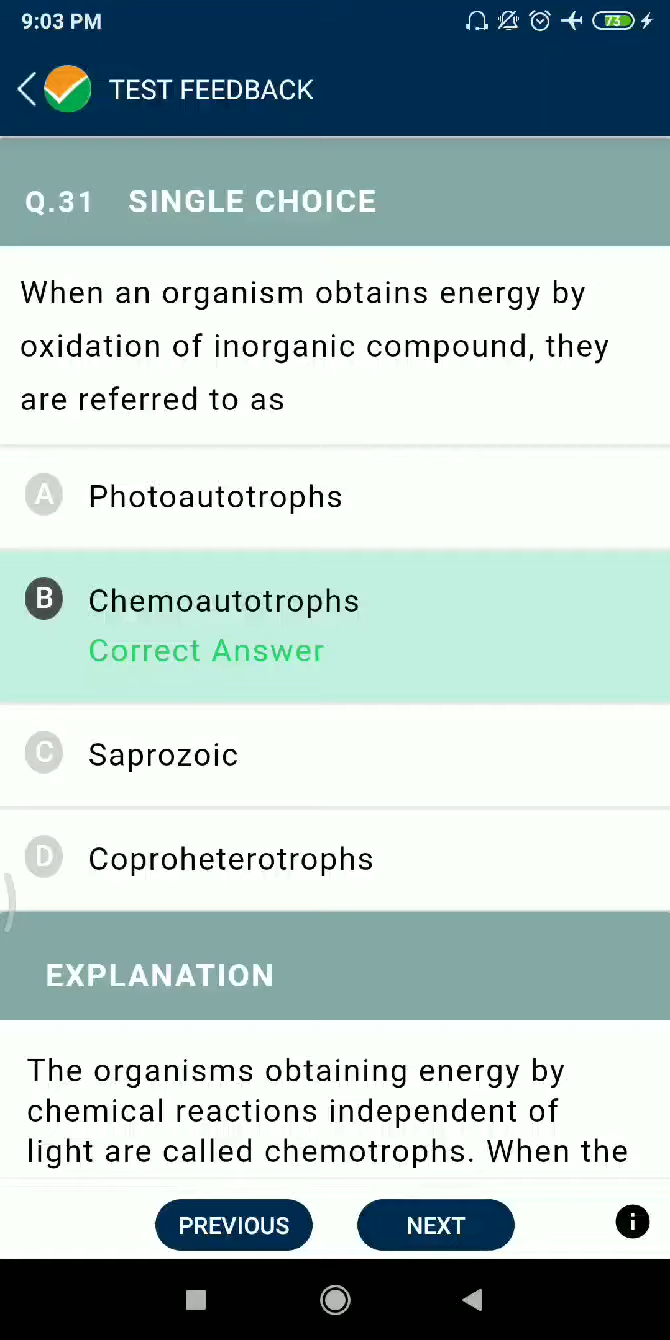 9:03 PM
73
TEST FEEDBACK
Q.31 SINGLE CHOICE
When an organism obtains energy by
oxidation of inorganic compound, they
are referred to as
A Photoautotrophs
B Chemoautotrophs
Correct Answer
C Saprozoic
D Coproheterotrophs
EXPLANATION
The organisms obtaining energy by
chemical reactions independent of
light are called chemotrophs. When the
PREVIOUS NEXT i